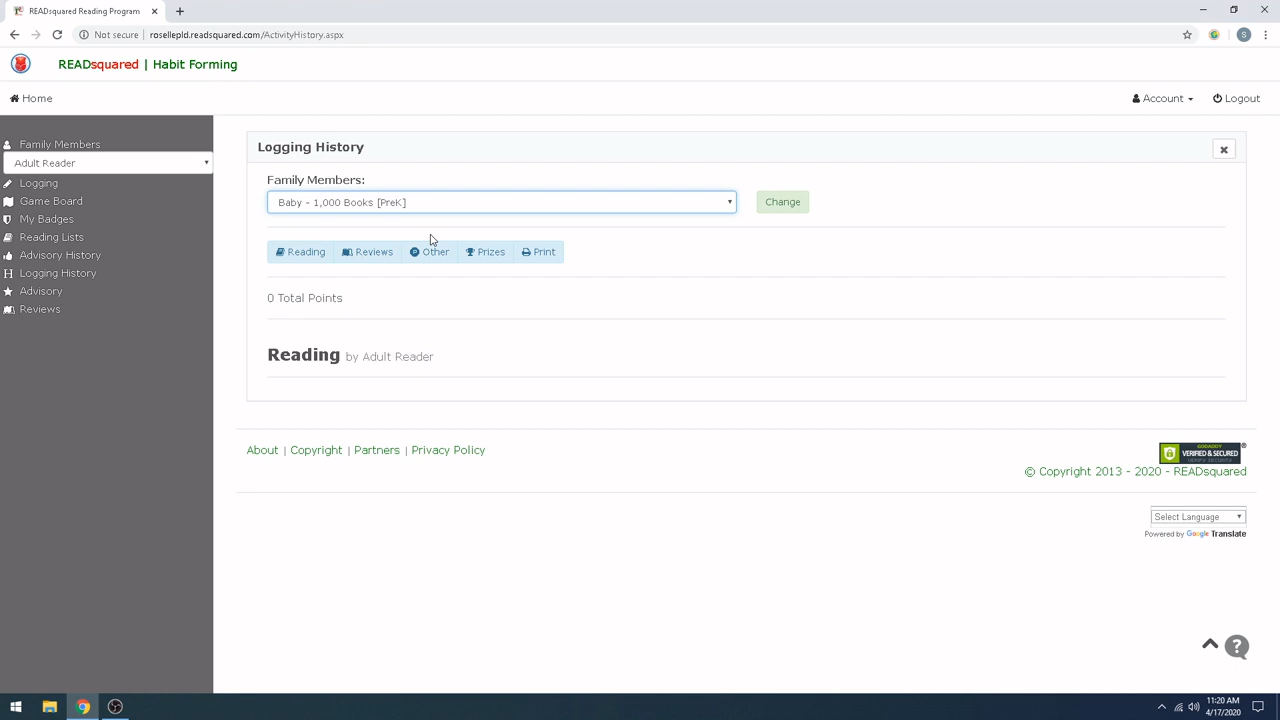 READsquared Reading Program
Not secure | rosellepld.readsquared.com/ActivityHistory.aspx
S
READsquared | Habit Forming
Home
Account
Logout
Family Members
Adult Reader
Logging
Game Board
My Badges
Reading Lists
Advisory History
H Logging History
Advisory
Reviews
Logging History
Family Members:
Baby - 1,000 Books [PreK]
Change
Reading
Reviews
P Other
Prizes
Print
0 Total Points
Reading by Adult Reader
About | Copyright | Partners | Privacy Policy
GODADDY
VERIFIED & SECURED
© Copyright 2013 - 2020 - READsquared
Select Language
Powered by Google Translate
?
11:20 AM
4/17/2020